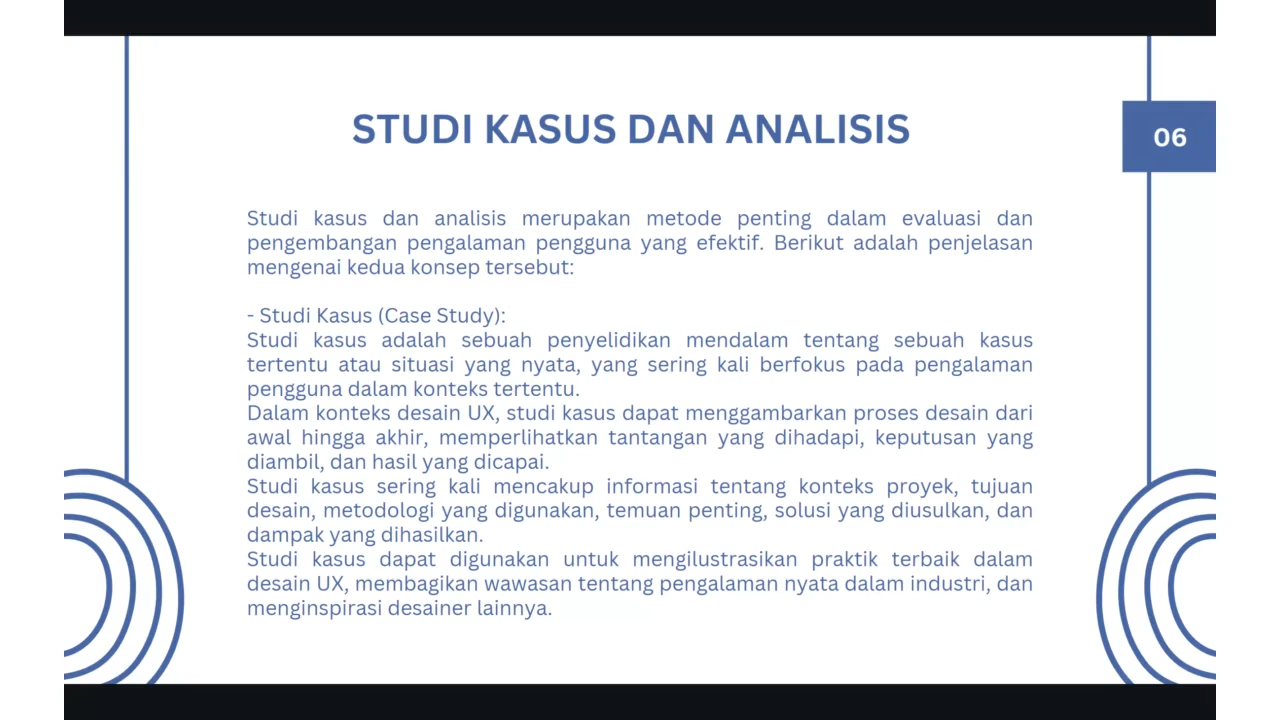 STUDI KASUS DAN ANALISIS
06
Studi kasus dan analisis merupakan metode penting dalam evaluasi dan
pengembangan pengalaman pengguna yang efektif. Berikut adalah penjelasan
mengenai kedua konsep tersebut:
- Studi Kasus (Case Study):
Studi kasus adalah sebuah penyelidikan mendalam tentang sebuah kasus
tertentu atau situasi yang nyata, yang sering kali berfokus pada pengalaman
pengguna dalam konteks tertentu.
Dalam konteks desain UX, studi kasus dapat menggambarkan proses desain dari
awal hingga akhir, memperlihatkan tantangan yang dihadapi, keputusan yang
diambil, dan hasil yang dicapai.
Studi kasus sering kali mencakup informasi tentang konteks proyek, tujuan
desain, metodologi yang digunakan, temuan penting, solusi yang diusulkan, dan
dampak yang dihasilkan.
Studi kasus dapat digunakan untuk mengilustrasikan praktik terbaik dalam
desain UX, membagikan wawasan tentang pengalaman nyata dalam industri, dan
menginspirasi desainer lainnya.